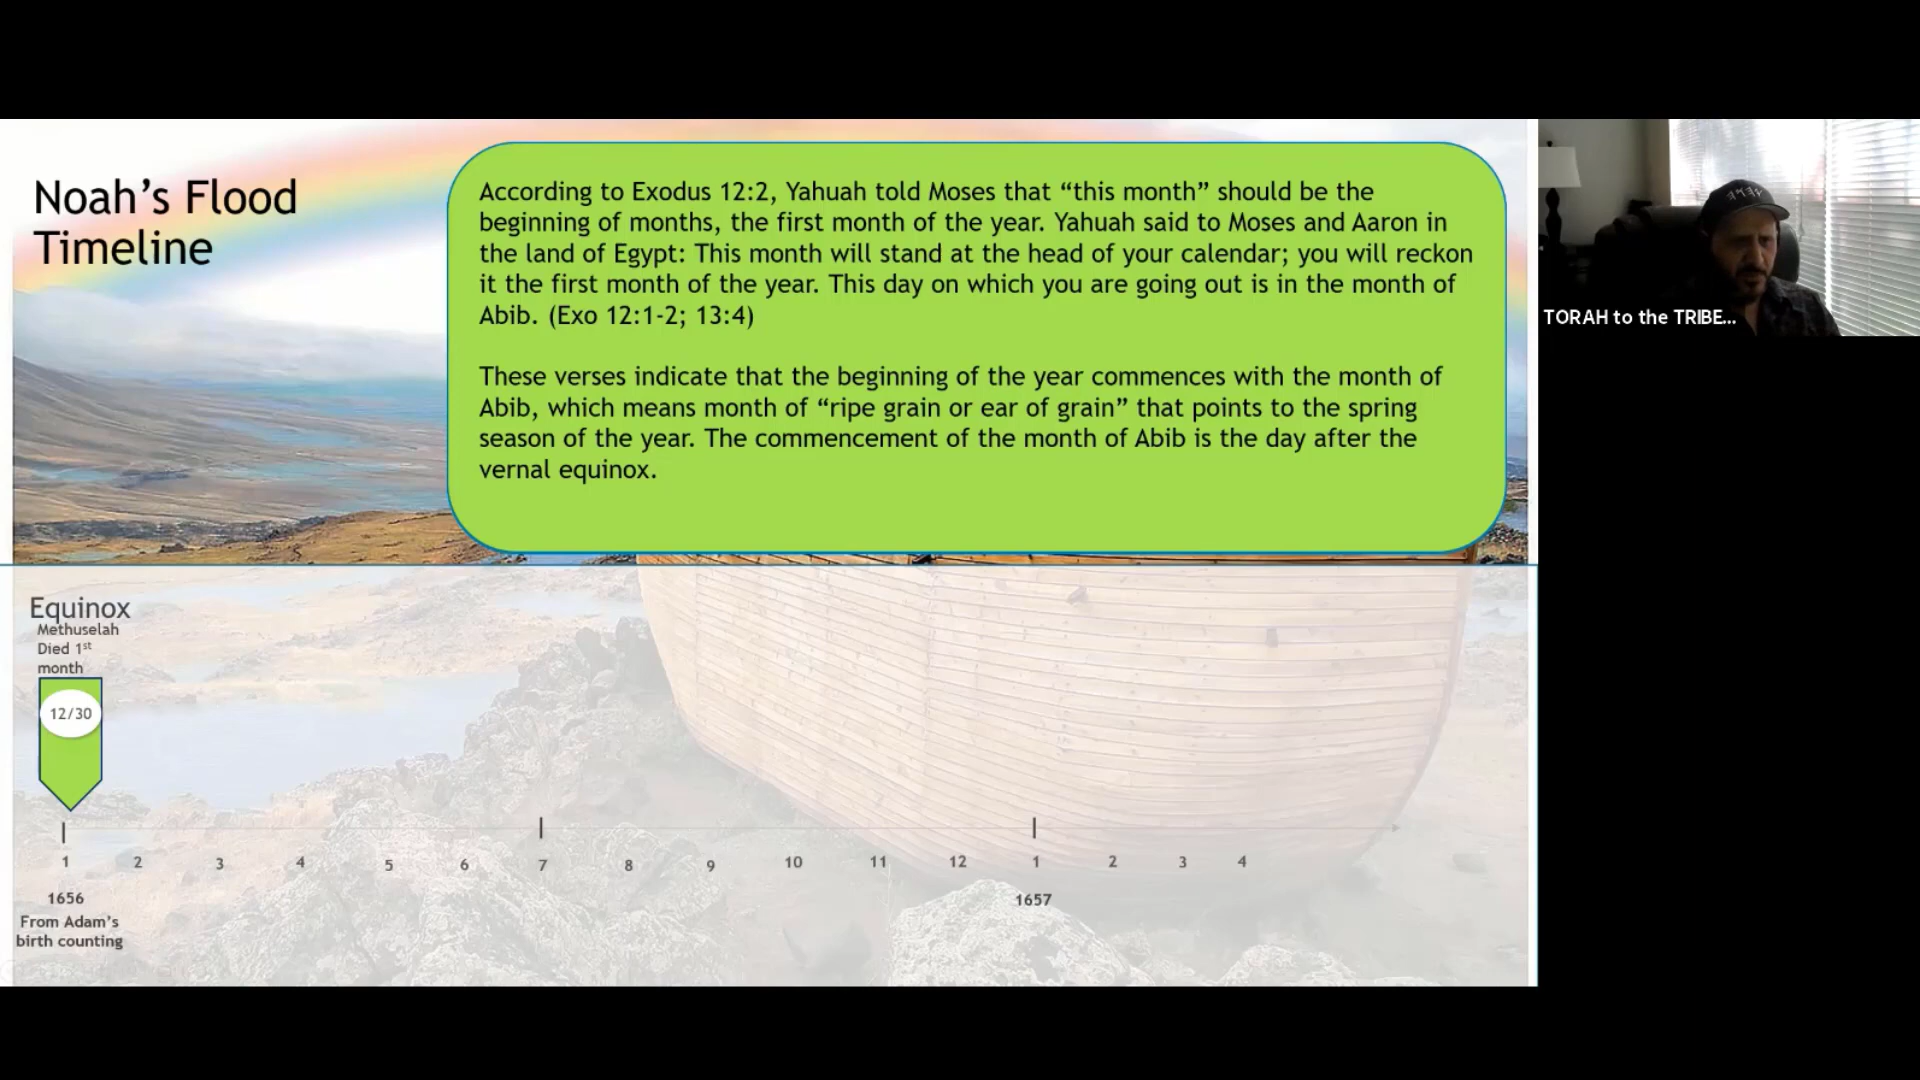 Noah’s Flood
Timeline
According to Exodus 12:2, Yahuah told Moses that “this month” should be the
beginning of months, the first month of the year. Yahuah said to Moses and Aaron in
the land of Egypt: This month will stand at the head of your calendar; you will reckon
it the first month of the year. This day on which you are going out is in the month of
Abib. (Exo 12:1-2; 13:4)
These verses indicate that the beginning of the year commences with the month of
Abib, which means month of “ripe grain or ear of grain” that points to the spring
season of the year. The commencement of the month of Abib is the day after the
vernal equinox.
TORAH to the TRIBE...
Equinox
Methuselah
Died 1st
month
12/30
1 2 3 4 5 6 7 8 9 10 11 12 1 2 3 4
1656 1657
From Adam’s
birth counting